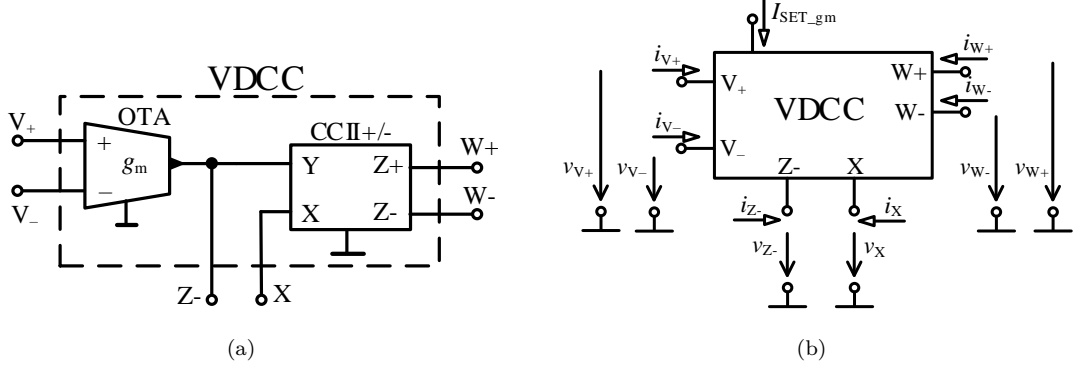 VDCC
OTA
CCII+/-
V+
+
gm
−
V−
Y
X
Z+
Z-
W+
W-
Z-
X
(a)
ISET_gm
iV+
iV−
V+
V−
VDCC
W+
W-
iW+
iW-
Z-
X
vV+
vV−
iZ-
iX
vZ-
vX
vW-
vW+
(b)